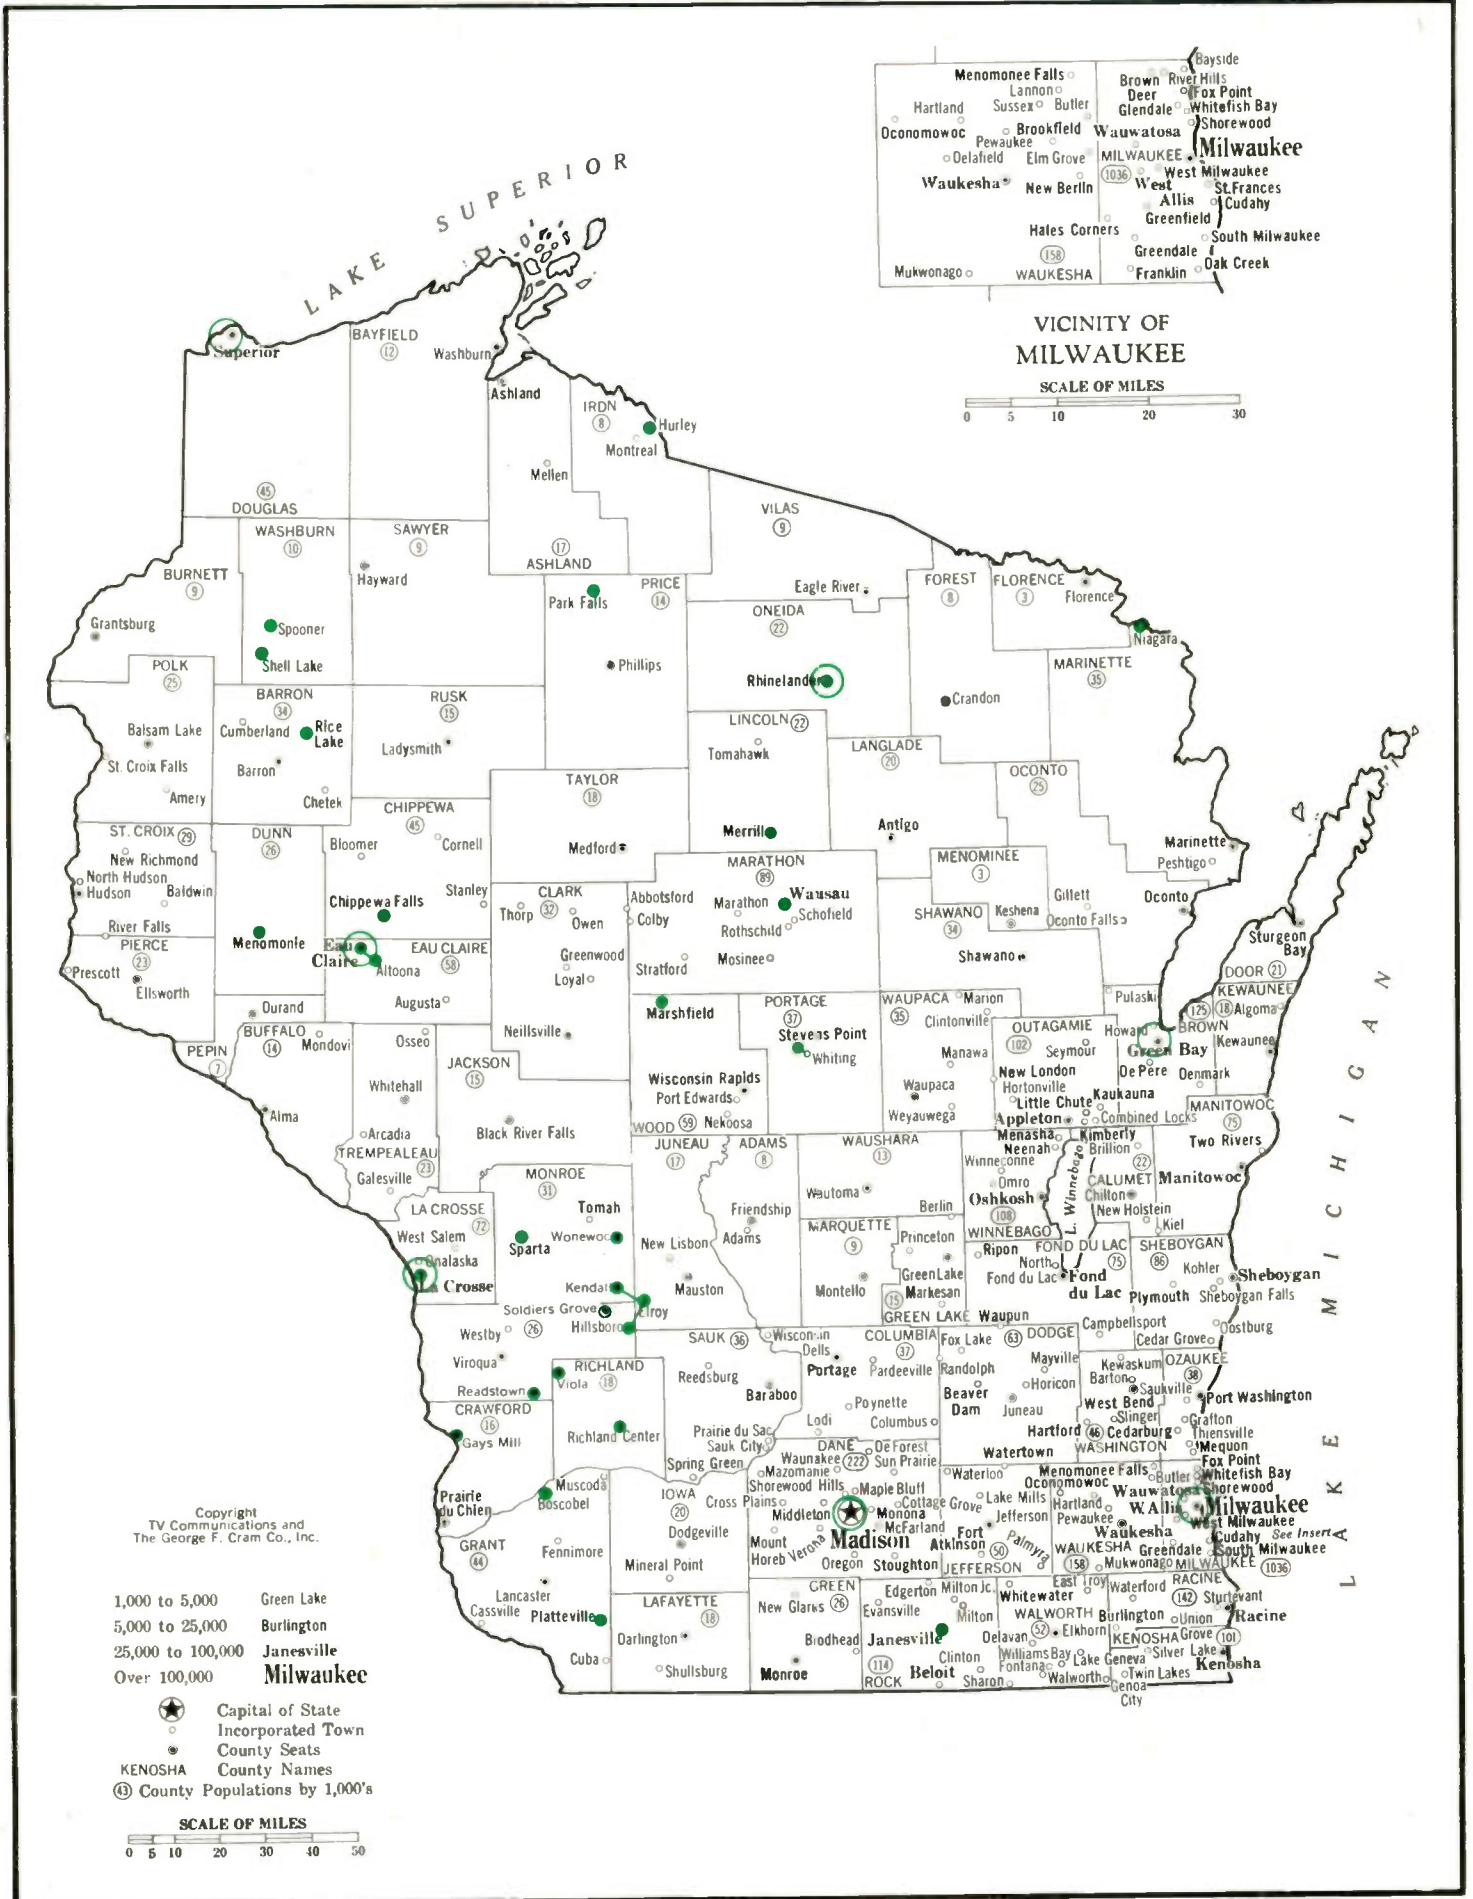 Bayside
Menomonee Falls
Brown River Hills
Lannon
Deer
Fox Point
Hartland
Sussex
Butler
Glendale
Whitefish Bay
Shorewood
Oconomowoc
Brookfield
Wauwatosa
Pewaukee
Milwaukee
Delafield
Elm Grove
MILWAUKEE
1036
West Milwaukee
Waukesha
New Berlin
West Allis
St. Frances
Cudahy
Greenfield
Hales Corners
South Milwaukee
158
Greendale
Mukwonago
WAUKESHA
Franklin
Oak Creek
VICINITY OF
MILWAUKEE
SCALE OF MILES
0 5 10 20 30
LAKE SUPERIOR
Superior
BAYFIELD
12
Washburn
Ashland
IRDN
8
Hurley
Montreal
Mellen
45
DOUGLAS
WASHBURN
10
SAWYER
9
17
ASHLAND
VILAS
9
BURNETT
9
Hayward
Park Falls
PRICE
14
Eagle River
FOREST
8
FLORENCE
3
Florence
ONEIDA
22
Grantsburg
Spooner
Niagara
Shell Lake
POLK
25
Phillips
MARINETTE
35
Rhinelander
BARRON
34
RUSK
15
Crandon
Balsam Lake
Cumberland
Rice
Lake
LINCOLN 22
Tomahawk
LANGLADE
20
Ladysmith
St. Croix Falls
Barron
TAYLOR
18
OCONTO
25
Amery
Chetek
CHIPPEWA
45
ST. CROIX 29
DUNN
26
Bloomer
Cornell
Merrill
Antigo
Marinette
New Richmond
Medford
MARATHON
89
MENOMINEE
3
Peshtigo
North Hudson
Hudson
Baldwin
Stanley
CLARK
32
Abbotsford
Marathon
Wausau
Gillett
Oconto
Chippewa Falls
Thorp
Owen
Colby
Schofield
SHAWANO
34
Keshena
Oconto Falls
River Falls
Rothschild
PIERCE
23
Menomonie
Eau
Claire
EAU CLAIRE
58
Greenwood
Sturgeon
Bay
Prescott
Altoona
Loyal
Stratford
Mosinee
Shawano
DOOR 21
Ellsworth
Augusta
KEWAUNEE
18
Algoma
Durand
Marshfield
PORTAGE
37
WAUPACA
35
Marion
Pulaski
125
BUFFALO
14
Mondovi
Osseo
Neillsville
Stevens Point
Clintonville
OUTAGAMIE
102
Howard
BROWN
PEPIN
7
JACKSON
15
Whiting
Manawa
Seymour
Green Bay
Kewaunee
Whitehall
Wisconsin Rapids
Port Edwards
New London
De Pere
Denmark
Hortonville
Waupaca
Little Chute
Kaukauna
MANITOWOC
75
Alma
Black River Falls
WOOD 59
Nekoosa
Weyauwega
Appleton
Combined Locks
Arcadia
JUNEAU
17
ADAMS
8
WAUSHARA
13
Menasha
Kimberly
Two Rivers
TREMPEALEAU
23
Neenah
Brillion
22
Winneconne
Galesville
MONROE
31
Omro
CALUMET
Manitowoc
Wautoma
Oshkosh
L. Winnebago
Chilton
108
New Holstein
LA CROSSE
72
Tomah
Friendship
Berlin
WINNEBAGO
Kiel
West Salem
Sparta
Wonewoc
New Lisbon
Adams
MARQUETTE
9
Princeton
Ripon
FOND DU LAC
75
SHEBOYGAN
86
Onalaska
North
Fond du Lac
Kohler
La Crosse
Kendall
Mauston
Montello
Green Lake
Fond
du Lac
Sheboygan
Elroy
15
Markesan
Plymouth
Sheboygan Falls
Soldiers Grove
26
Hillsboro
GREEN LAKE
Waupun
Campbellsport
Westby
SAUK 36
Wisconsin
Dells
COLUMBIA
37
Fox Lake
63 DODGE
Cedar Grove
Oostburg
Viroqua
RICHLAND
18
Viola
Reedsburg
Portage
Pardeeville
Randolph
Mayville
Kewaskum
OZAUKEE
38
Readstown
Baraboo
Beaver
Dam
Horicon
Barton
Saukville
CRAWFORD
16
Poynette
Juneau
West Bend
Port Washington
Gays Mill
Richland Center
Prairie du Sac
Lodi
Columbus
Slinger
Grafton
Sauk City
Hartford 46 Cedarburg
Thiensville
DANE
222
De Forest
Watertown
WASHINGTON
Mequon
Spring Green
Waunakee
Sun Prairie
Fox Point
Mazomanie
Waterloo
Menomonee Falls
Butler
Whitefish Bay
Muscoda
IOWA
20
Shorewood Hills
Maple Bluff
Oconomowoc
Wauwatosa
Shorewood
Prairie
du Chien
Boscobel
Cross Plains
Cottage Grove
Lake Mills
Hartland
W. Allis
Milwaukee
Middleton
Monona
Jefferson
Pewaukee
West Milwaukee
Dodgeville
McFarland
Fort
Atkinson
Waukesha
Cudahy
See Insert
GRANT
44
Fennimore
Mount
Horeb
Verona
Madison
50
Palmyra
WAUKESHA
Greendale
South Milwaukee
Mineral Point
Oregon
Stoughton
JEFFERSON
158
Mukwonago
MILWAUKEE 1036
Lancaster
GREEN
26
Edgerton
Milton Jc.
Whitewater
East Troy
Waterford
RACINE
142
Sturtevant
Cassville
Platteville
LAFAYETTE
18
New Glarus
Evansville
Milton
WALWORTH
Burlington
Union
Grove
Racine
Darlington
Brodhead
Janesville
Delavan
52
Elkhorn
KENOSHA
101
Cuba
Clinton
Williams Bay
Lake Geneva
Silver Lake
Kenosha
Shullsburg
Monroe
114
ROCK
Beloit
Sharon
Fontana
Walworth
Twin Lakes
Genoa
City
LAKE MICHIGAN
Copyright
TV Communications and
The George F. Cram Co., Inc.
1,000 to 5,000 Green Lake
5,000 to 25,000 Burlington
25,000 to 100,000 Janesville
Over 100,000 Milwaukee
Capital of State
Incorporated Town
County Seats
KENOSHA County Names
43 County Populations by 1,000's
SCALE OF MILES
0 5 10 20 30 40 50